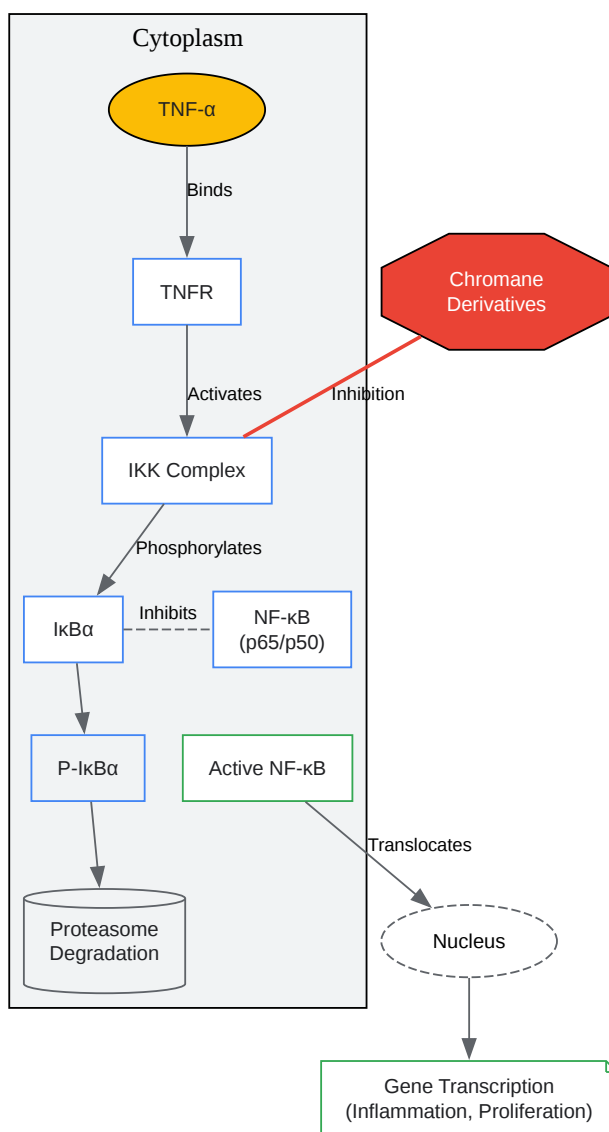 Cytoplasm
TNF-α
Binds
TNFR
Chromane
Derivatives
Activates
Inhibition
IKK Complex
Phosphorylates
IκBα
Inhibits
NF-κB
(p65/p50)
P-IκBα
Active NF-κB
Translocates
Proteasome
Degradation
Nucleus
Gene Transcription
(Inflammation, Proliferation)